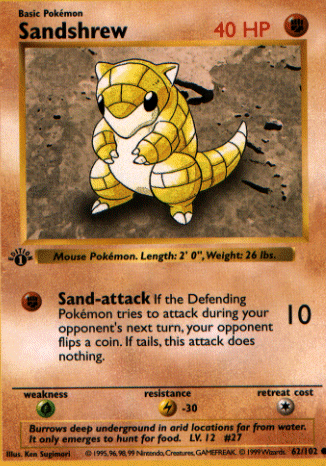 Basic Pokémon
Sandshrew 40 HP
EDITION
1
Mouse Pokémon. Length: 2' 0", Weight: 26 lbs.
Sand-attack If the Defending
Pokémon tries to attack during your
opponent's next turn, your opponent
flips a coin. If tails, this attack does
nothing.
10
weakness resistance retreat cost
-30
Burrows deep underground in arid locations far from water.
It only emerges to hunt for food. LV. 12 #27
Illus. Ken Sugimori ©1995, 96, 98, 99 Nintendo, Creatures, GAMEFREAK. ©1999 Wizards. 62/102